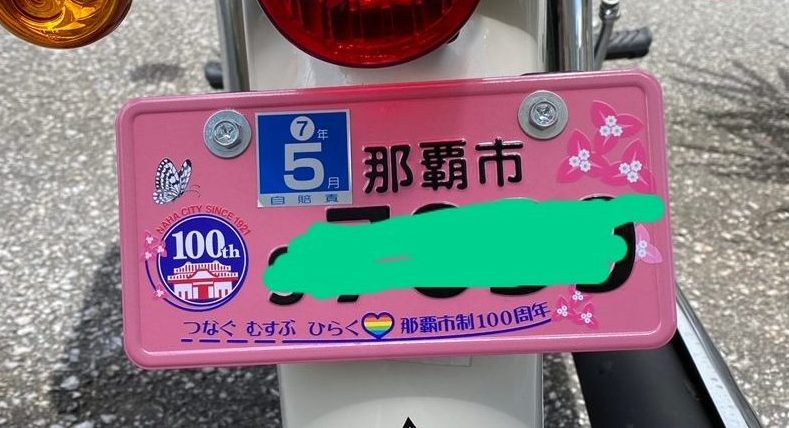 7年
5月
自賠責
那覇市
NAHA CITY SINCE 1921
100th
つなぐ むすぶ ひらく 那覇市制100周年